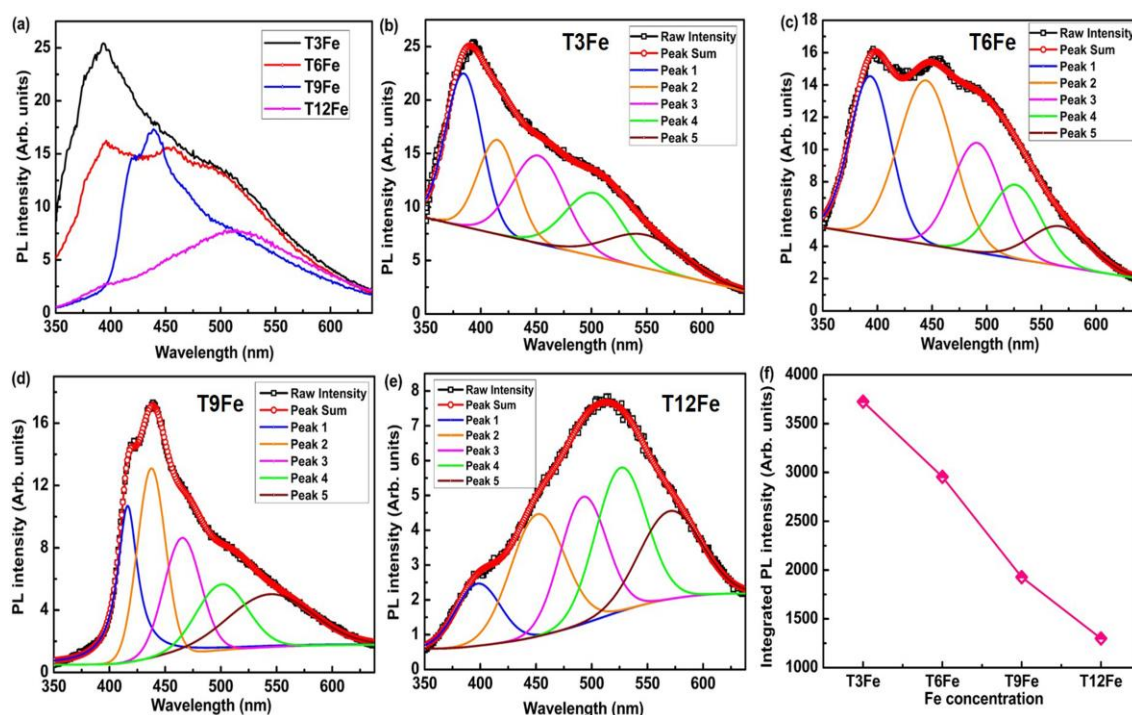 (a)
T3Fe
T6Fe
T9Fe
T12Fe
25
20
15
10
5
0
350 400 450 500 550 600
PL intensity (Arb. units)
Wavelength (nm)
(b)
T3Fe
Raw Intensity
Peak Sum
Peak 1
Peak 2
Peak 3
Peak 4
Peak 5
25
20
15
10
5
0
350 400 450 500 550 600
PL intensity (Arb. units)
Wavelength (nm)
(c)
T6Fe
Raw Intensity
Peak Sum
Peak 1
Peak 2
Peak 3
Peak 4
Peak 5
18
16
14
12
10
8
6
4
2
0
350 400 450 500 550 600
PL intensity (Arb. units)
Wavelength (nm)
(d)
T9Fe
Raw Intensity
Peak Sum
Peak 1
Peak 2
Peak 3
Peak 4
Peak 5
16
12
8
4
0
350 400 450 500 550 600
PL intensity (Arb. units)
Wavelength (nm)
(e)
T12Fe
Raw Intensity
Peak Sum
Peak 1
Peak 2
Peak 3
Peak 4
Peak 5
8
7
6
5
4
3
2
1
0
350 400 450 500 550 600
PL intensity (Arb. units)
Wavelength (nm)
(f)
4000
3500
3000
2500
2000
1500
1000
T3Fe T6Fe T9Fe T12Fe
Integrated PL intensity (Arb. units)
Fe concentration